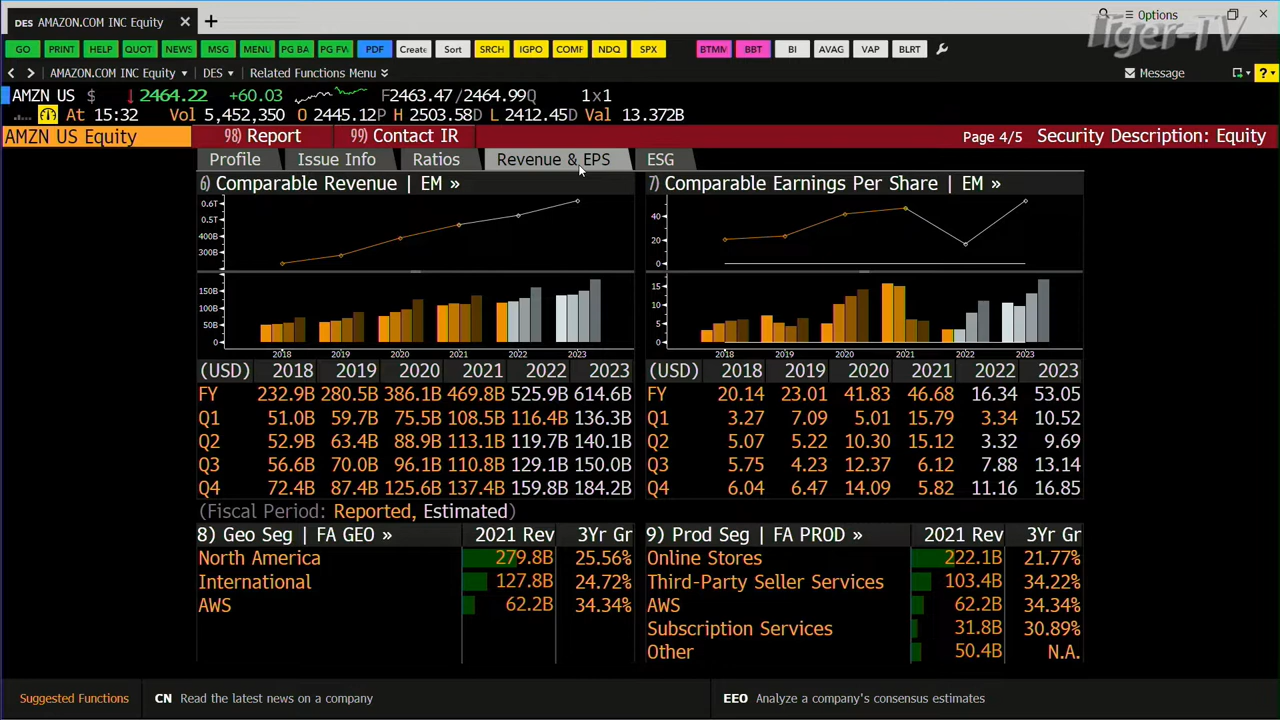 DES AMAZON.COM INC Equity × +
Options
Tiger-TV
GO PRINT HELP QUOT NEWS MSG MENU PG BA PG FW PDF Create Sort SRCH IGPO COMF NDQ SPX BTMM BBT BI AVAG VAP BLRT
AMAZON.COM INC Equity DES Related Functions Menu Message ?
AMZN US $ ↓2464.22 +60.03 F2463.47/2464.99Q 1x1
At 15:32 Vol 5,452,350 O 2445.12P H 2503.58D L 2412.45D Val 13.372B
AMZN US Equity 98) Report 99) Contact IR Page 4/5 Security Description: Equity
Profile Issue Info Ratios Revenue & EPS ESG
6) Comparable Revenue | EM » 7) Comparable Earnings Per Share | EM »
0.6T
0.5T
400B
300B
40
20
0
150B
100B
50B
0
15
10
5
0
2018 2019 2020 2021 2022 2023 2018 2019 2020 2021 2022 2023
(USD) 2018 2019 2020 2021 2022 2023 (USD) 2018 2019 2020 2021 2022 2023
FY 232.9B 280.5B 386.1B 469.8B 525.9B 614.6B FY 20.14 23.01 41.83 46.68 16.34 53.05
Q1 51.0B 59.7B 75.5B 108.5B 116.4B 136.3B Q1 3.27 7.09 5.01 15.79 3.34 10.52
Q2 52.9B 63.4B 88.9B 113.1B 119.7B 140.1B Q2 5.07 5.22 10.30 15.12 3.32 9.69
Q3 56.6B 70.0B 96.1B 110.8B 129.1B 150.0B Q3 5.75 4.23 12.37 6.12 7.88 13.14
Q4 72.4B 87.4B 125.6B 137.4B 159.8B 184.2B Q4 6.04 6.47 14.09 5.82 11.16 16.85
(Fiscal Period: Reported, Estimated)
8) Geo Seg | FA GEO » 2021 Rev 3Yr Gr 9) Prod Seg | FA PROD » 2021 Rev 3Yr Gr
North America 279.8B 25.56% Online Stores 222.1B 21.77%
International 127.8B 24.72% Third-Party Seller Services 103.4B 34.22%
AWS 62.2B 34.34% AWS 62.2B 34.34%
Subscription Services 31.8B 30.89%
Other 50.4B N.A.
Suggested Functions CN Read the latest news on a company EEO Analyze a company's consensus estimates